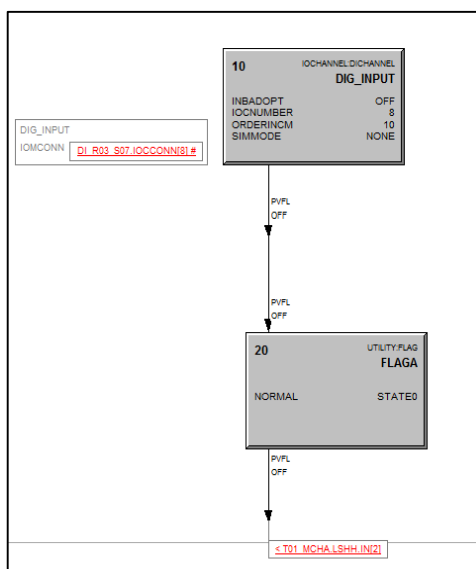 10 IOCHANNEL:DICHANNEL
DIG_INPUT
INBADOPT OFF
IOCNUMBER 8
ORDERINCM 10
SIMMODE NONE
DIG_INPUT
IOMCONN DI_R03_S07.IOCCONN[8] #
PVFL
OFF
PVFL
OFF
20 UTILITY:FLAG
FLAGA
NORMAL STATE0
PVFL
OFF
< T01_MCHA.LSHH.IN[2]